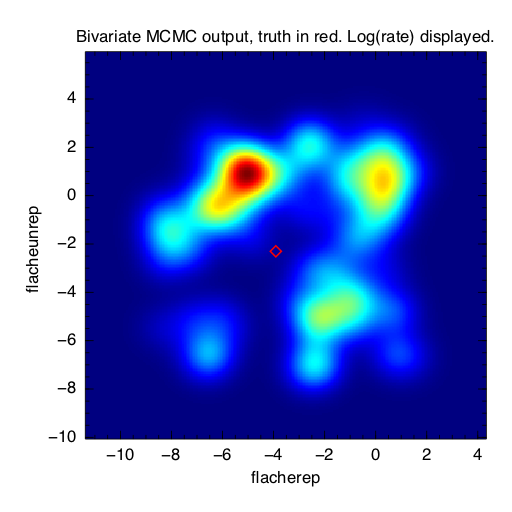 Bivariate MCMC output, truth in red. Log(rate) displayed.
4
2
0
−2
−4
−6
−8
−10
flacheunrep
−10 −8 −6 −4 −2 0 2 4
flacherep